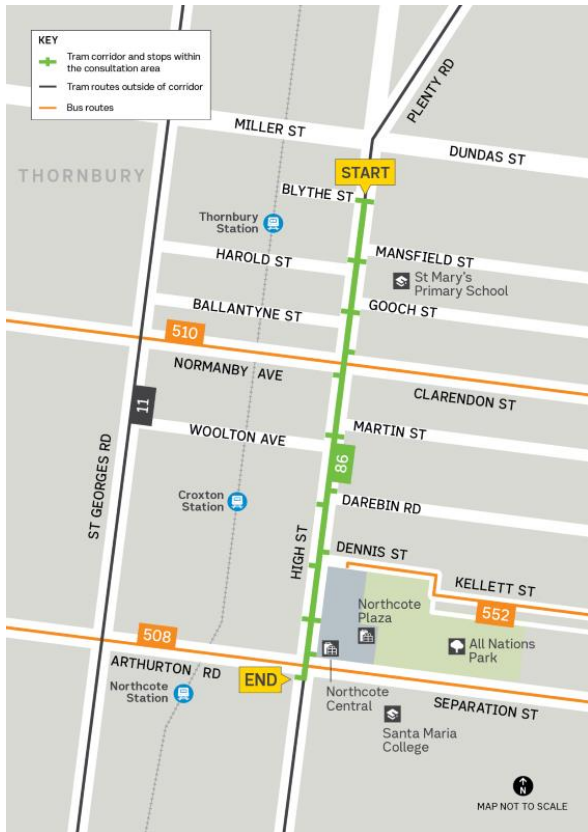 KEY
Tram corridor and stops within
the consultation area
Tram routes outside of corridor
Bus routes
PLENTY RD
MILLER ST
DUNDAS ST
THORNBURY
START
BLYTHE ST
Thornbury
Station
MANSFIELD ST
HAROLD ST
St Mary's
Primary School
BALLANTYNE ST
GOOCH ST
510
NORMANBY AVE
CLARENDON ST
11
WOOLTON AVE
MARTIN ST
86
ST GEORGES RD
Croxton
Station
DAREBIN RD
HIGH ST
DENNIS ST
KELLETT ST
552
Northcote
Plaza
508
All Nations
Park
ARTHURTON RD
END
Northcote
Station
Northcote
Central
SEPARATION ST
Santa Maria
College
N
MAP NOT TO SCALE